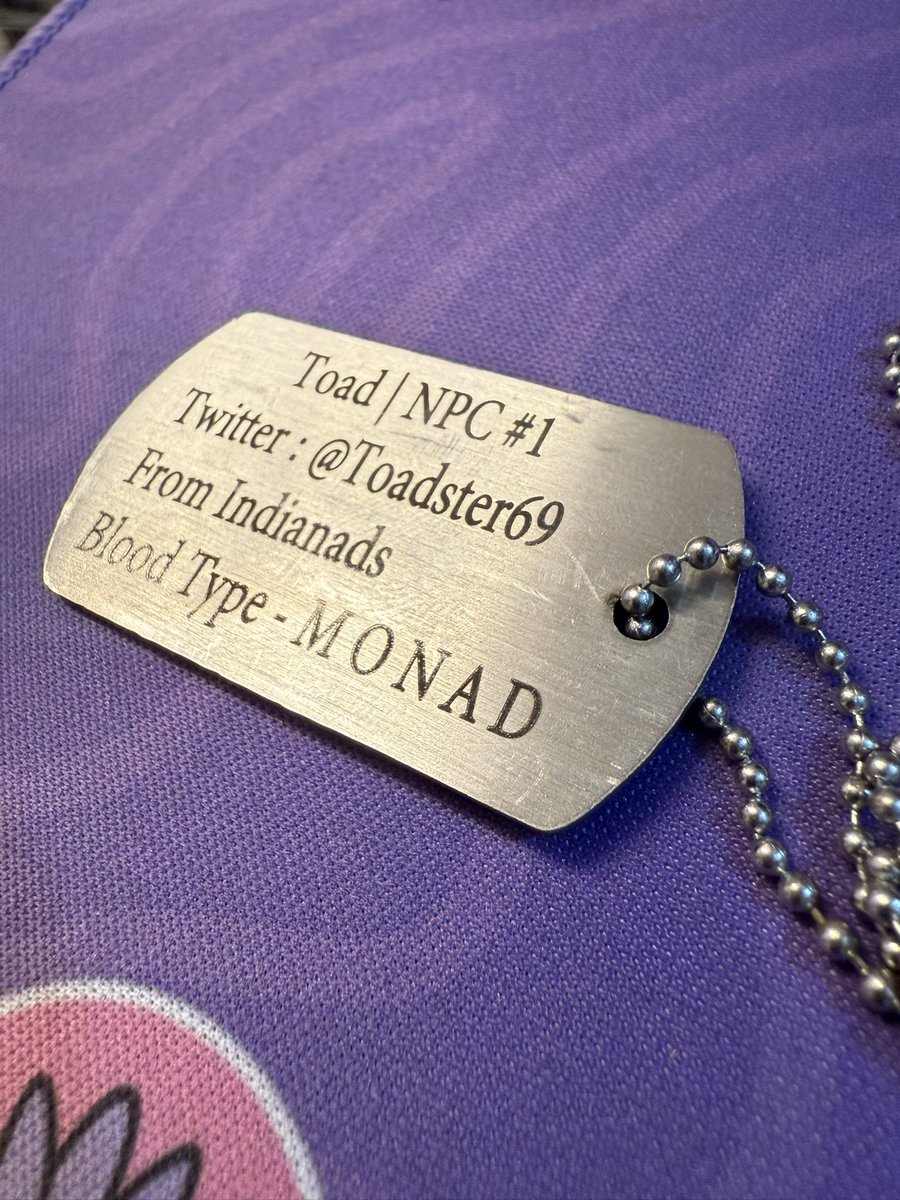 Toad | NPC #1
Twitter : @Toadster69
From Indianads
Blood Type - MONAD